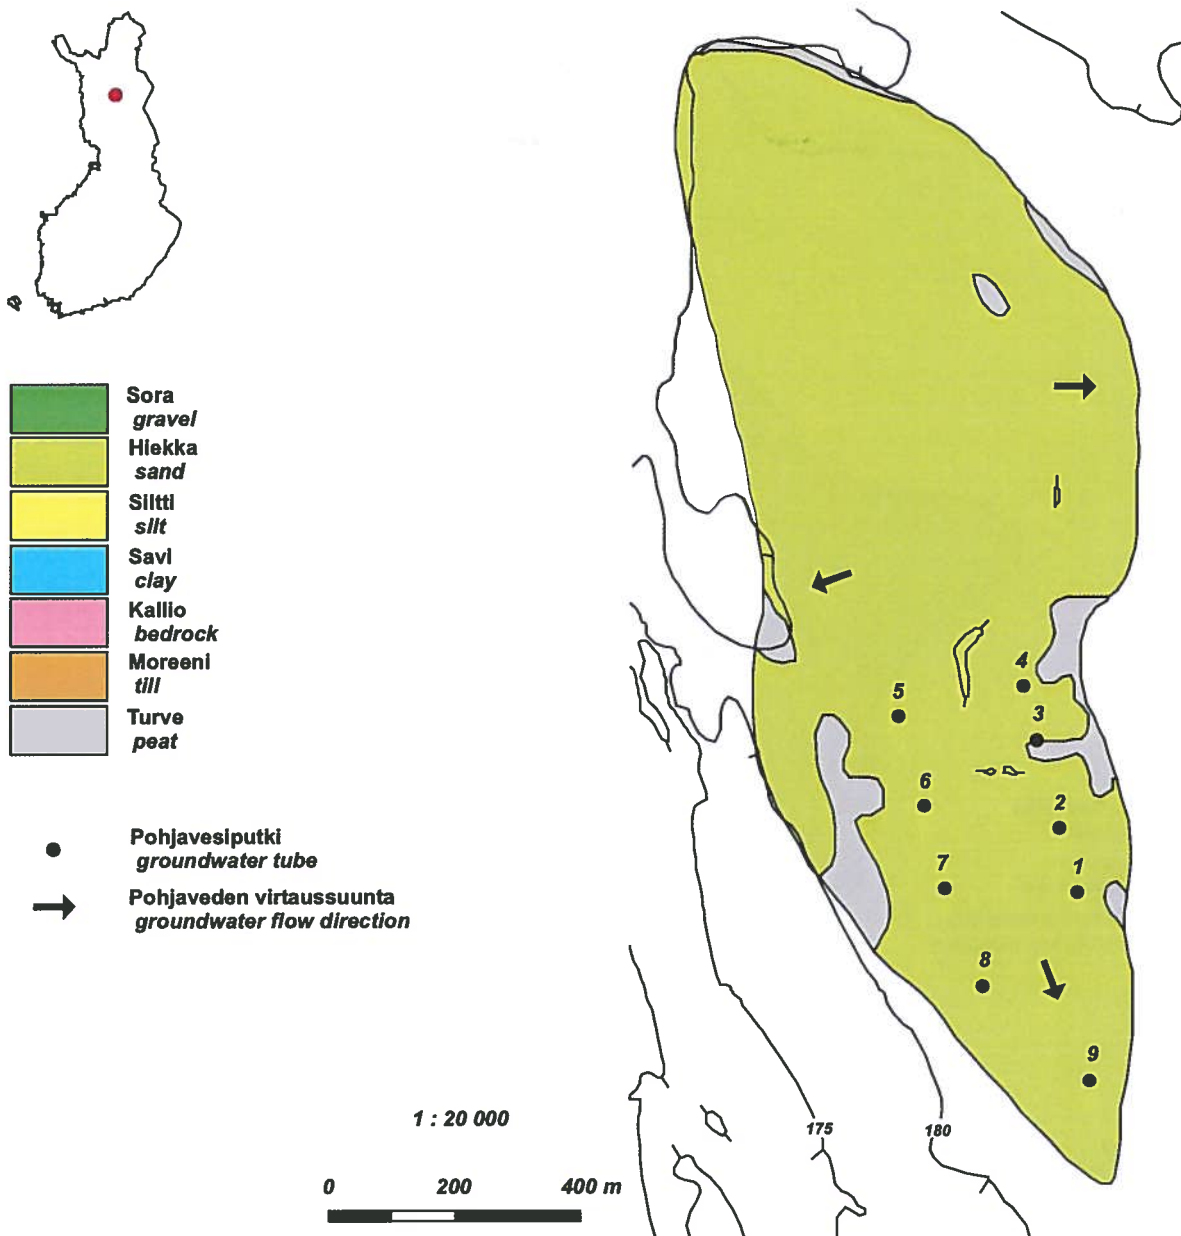 Sora
gravel
Hiekka
sand
Siltti
silt
Savi
clay
Kallio
bedrock
Moreeni
till
Turve
peat
Pohjavesiputki
groundwater tube
Pohjaveden virtaussuunta
groundwater flow direction
1 : 20 000
0 200 400 m
4
5
3
6
2
7
1
8
9
175
180